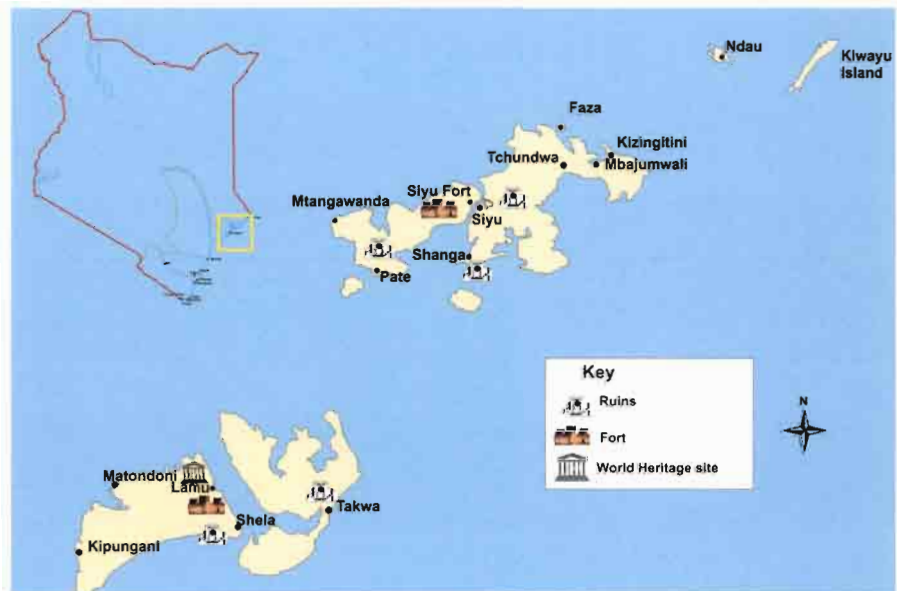 Ndau
Kiwayu
Island
Faza
Kizingitini
Tchundwa
Mbajumwali
Siyu Fort
Mtangawanda
Siyu
Shanga
Pate
Key
Ruins
N
Fort
World Heritage site
Matondoni
Lamu
Takwa
Shela
Kipungani